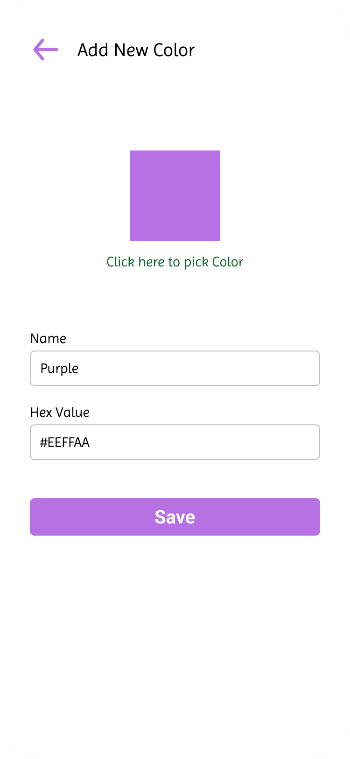 Add New Color
Click here to pick Color
Name
Purple
Hex Value
#EEFFAA
Save